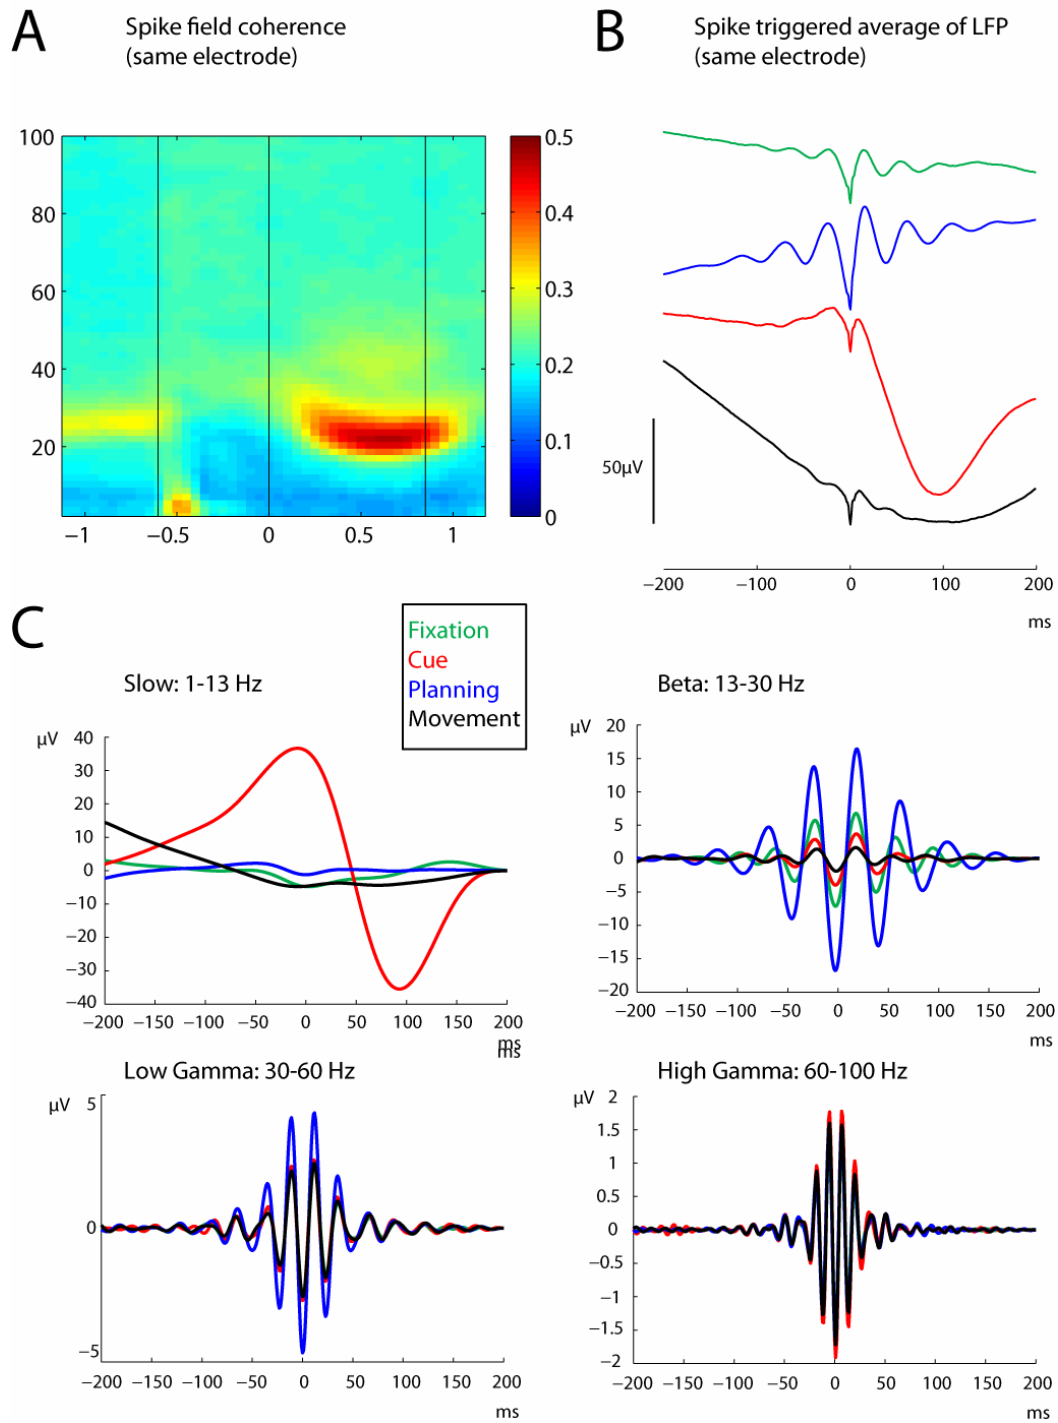 A
Spike field coherence
(same electrode)
100
80
60
40
20
−1 −0.5 0 0.5 1
0.5
0.4
0.3
0.2
0.1
0
B
Spike triggered average of LFP
(same electrode)
50μV
−200 −100 0 100 200
ms
C
Fixation
Cue
Planning
Movement
Slow: 1-13 Hz
μV
40
30
20
10
0
−10
−20
−30
−40
−200 −150 −100 −50 0 50 100 150 200
ms
ms
Beta: 13-30 Hz
μV
20
15
10
5
0
−5
−10
−15
−20
−200 −150 −100 −50 0 50 100 150 200
ms
Low Gamma: 30-60 Hz
μV
5
0
−5
−200 −150 −100 −50 0 50 100 150 200
ms
High Gamma: 60-100 Hz
μV
2
1.5
1
0.5
0
−0.5
−1
−1.5
−2
−200 −150 −100 −50 0 50 100 150 200
ms